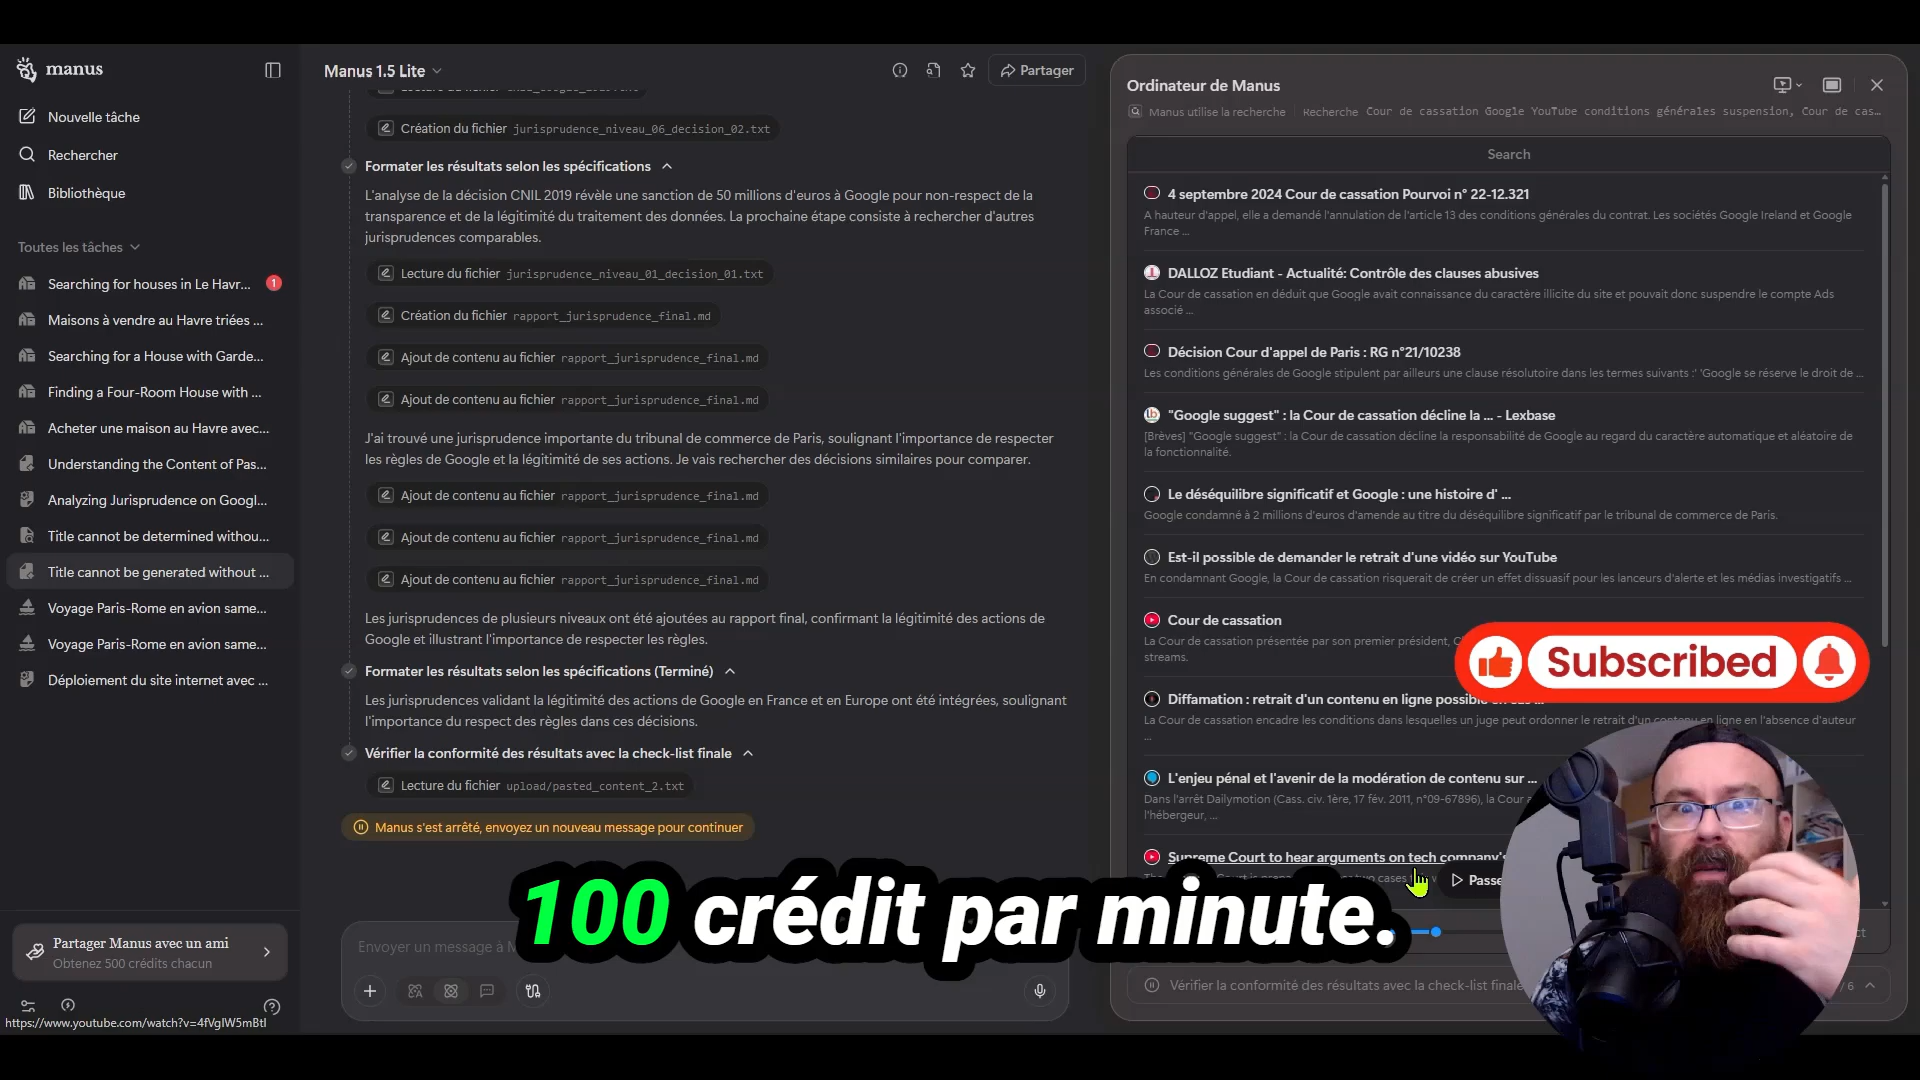 manus
Nouvelle tâche
Rechercher
Bibliothèque
Toutes les tâches
Searching for houses in Le Havr...
1
Maisons à vendre au Havre triées ...
Searching for a House with Garde...
Finding a Four-Room House with ...
Acheter une maison au Havre avec...
Understanding the Content of Pas...
Analyzing Jurisprudence on Googl...
Title cannot be determined withou...
Title cannot be generated without ...
Voyage Paris-Rome en avion same...
Voyage Paris-Rome en avion same...
Déploiement du site internet avec ...
Partager Manus avec un ami
Obtenez 500 crédits chacun
https://www.youtube.com/watch?v=4fVglW5mBtI
Manus 1.5 Lite
Partager
Création du fichier jurisprudence_niveau_06_decision_02.txt
Formater les résultats selon les spécifications
L'analyse de la décision CNIL 2019 révèle une sanction de 50 millions d'euros à Google pour non-respect de la
transparence et de la légitimité du traitement des données. La prochaine étape consiste à rechercher d'autres
jurisprudences comparables.
Lecture du fichier jurisprudence_niveau_01_decision_01.txt
Création du fichier rapport_jurisprudence_final.md
Ajout de contenu au fichier rapport_jurisprudence_final.md
Ajout de contenu au fichier rapport_jurisprudence_final.md
J'ai trouvé une jurisprudence importante du tribunal de commerce de Paris, soulignant l'importance de respecter
les règles de Google et la légitimité de ses actions. Je vais rechercher des décisions similaires pour comparer.
Ajout de contenu au fichier rapport_jurisprudence_final.md
Ajout de contenu au fichier rapport_jurisprudence_final.md
Ajout de contenu au fichier rapport_jurisprudence_final.md
Les jurisprudences de plusieurs niveaux ont été ajoutées au rapport final, confirmant la légitimité des actions de
Google et illustrant l'importance de respecter les règles.
Formater les résultats selon les spécifications (Terminé)
Les jurisprudences validant la légitimité des actions de Google en France et en Europe ont été intégrées, soulignant
l'importance du respect des règles dans ces décisions.
Vérifier la conformité des résultats avec la check-list finale
Lecture du fichier upload/pasted_content_2.txt
Manus s'est arrêté, envoyez un nouveau message pour continuer
100 crédit par minute.
Envoyer un message à
Ordinateur de Manus
Manus utilise la recherche Recherche Cour de cassation Google YouTube conditions générales suspension, Cour de cas...
Search
4 septembre 2024 Cour de cassation Pourvoi n° 22-12.321
A hauteur d'appel, elle a demandé l'annulation de l'article 13 des conditions générales du contrat. Les sociétés Google Ireland et Google
France ...
DALLOZ Etudiant - Actualité: Contrôle des clauses abusives
La Cour de cassation en déduit que Google avait connaissance du caractère illicite du site et pouvait donc suspendre le compte Ads
associé ...
Décision Cour d'appel de Paris : RG n°21/10238
Les conditions générales de Google stipulent par ailleurs une clause résolutoire dans les termes suivants :' 'Google se réserve le droit de ...
"Google suggest" : la Cour de cassation décline la ... - Lexbase
[Brèves] "Google suggest" : la Cour de cassation décline la responsabilité de Google au regard du caractère automatique et aléatoire de
la fonctionnalité.
Le déséquilibre significatif et Google : une histoire d' ...
Google condamné à 2 millions d'euros d'amende au titre du déséquilibre significatif par le tribunal de commerce de Paris.
Est-il possible de demander le retrait d'une vidéo sur YouTube
En condamnant Google, la Cour de cassation risquerait de créer un effet dissuasif pour les lanceurs d'alerte et les médias investigatifs ...
Cour de cassation
La Cour de cassation présentée par son premier président,
streams.
Subscribed
Diffamation : retrait d'un contenu en ligne possible
La Cour de cassation encadre les conditions dans lesquelles un juge peut ordonner le retrait d'un contenu en ligne en l'absence d'auteur
...
L'enjeu pénal et l'avenir de la modération de contenu sur ...
Dans l'arrêt Dailymotion (Cass. civ. 1ère, 17 fév. 2011, n°09-67896), la Cour
l'hébergeur, ...
Supreme Court to hear arguments on tech company's
Vérifier la conformité des résultats avec la check-list finale
/ 6